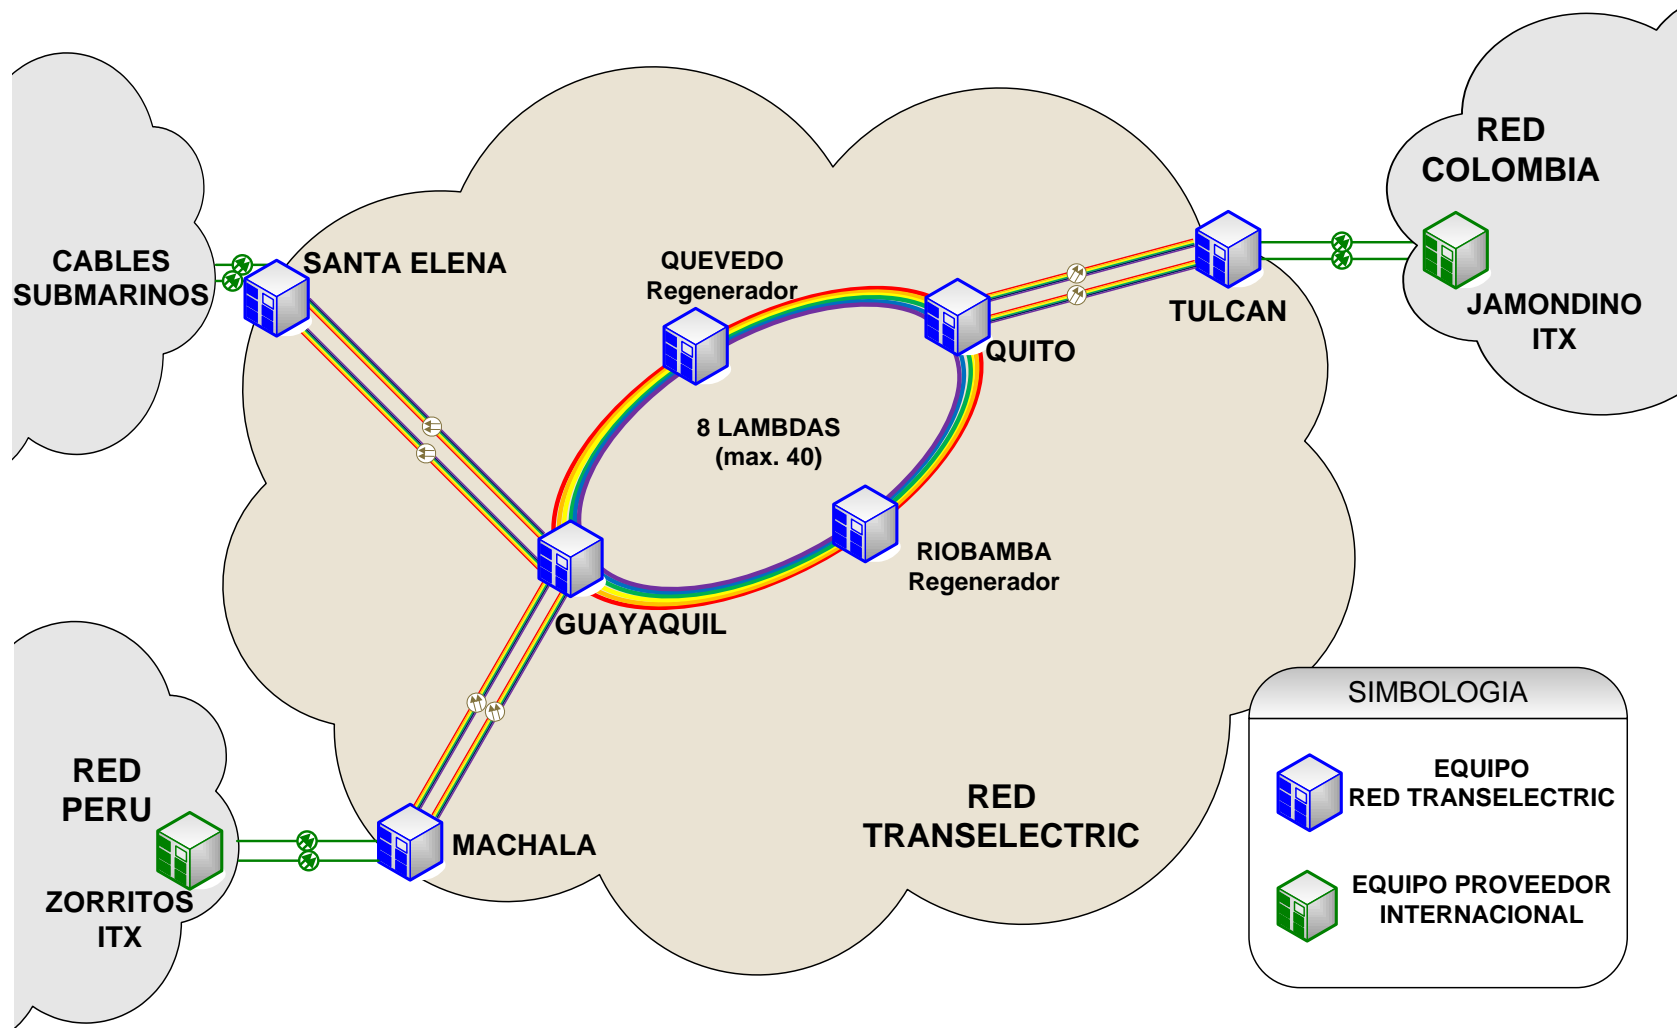 RED
COLOMBIA
CABLES
SUBMARINOS
SANTA ELENA
QUEVEDO
Regenerador
TULCAN
JAMONDINO
ITX
QUITO
8 LAMBDAS
(max. 40)
RIOBAMBA
Regenerador
GUAYAQUIL
RED
PERU
ZORRITOS
ITX
MACHALA
RED
TRANSELECTRIC
SIMBOLOGIA
EQUIPO
RED TRANSELECTRIC
EQUIPO PROVEEDOR
INTERNACIONAL